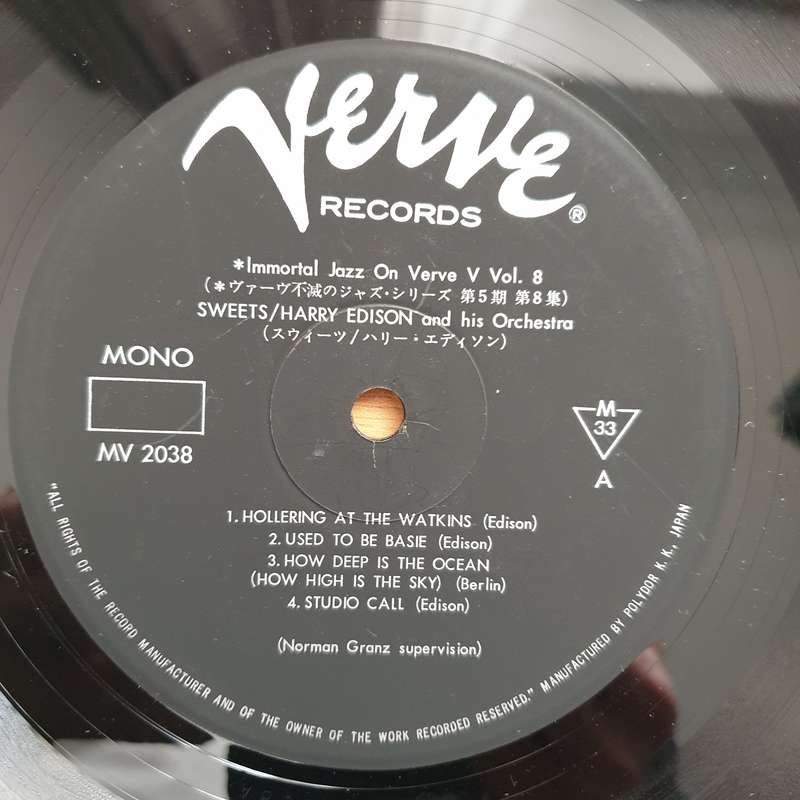 Verve
RECORDS ®
*Immortal Jazz On Verve V Vol. 8
(*ヴァーヴ不滅のジャズ・シリーズ 第5期 第8集)
SWEETS/HARRY EDISON and his Orchestra
(スウィーツ/ハリー・エディソン)
MONO
MV 2038
M
33
A
1. HOLLERING AT THE WATKINS (Edison)
2. USED TO BE BASIE (Edison)
3. HOW DEEP IS THE OCEAN
(HOW HIGH IS THE SKY) (Berlin)
4. STUDIO CALL (Edison)
(Norman Granz supervision)
"ALL RIGHTS OF THE RECORD MANUFACTURER AND OF THE OWNER OF THE WORK RECORDED RESERVED." MANUFACTURED BY POLYDOR K. K., JAPAN